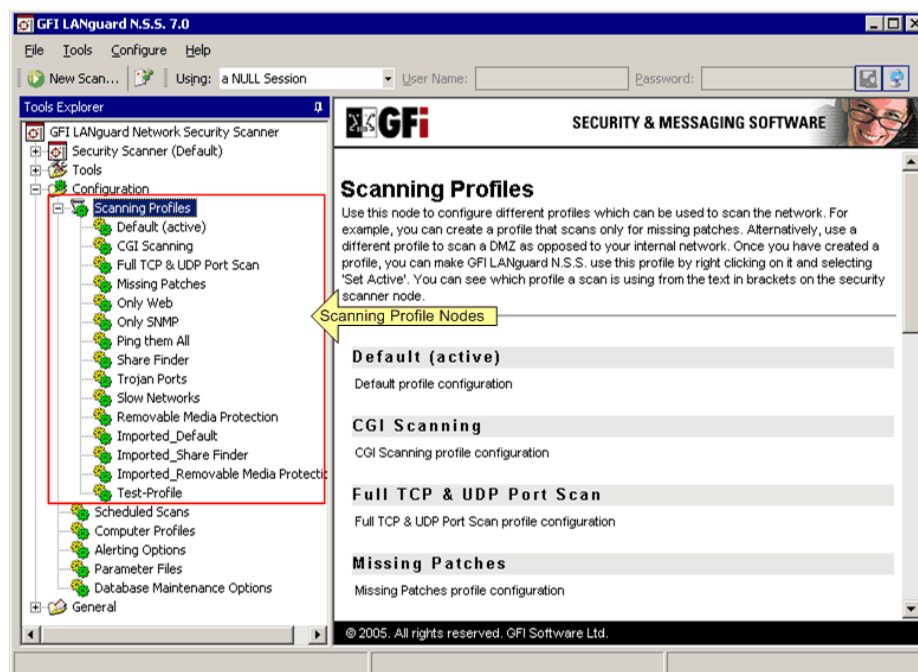 GFI LANguard N.S.S. 7.0
File Tools Configure Help
New Scan... Using: a NULL Session User Name: Password:
Tools Explorer
GFI LANguard Network Security Scanner
Security Scanner (Default)
Tools
Configuration
Scanning Profiles
Default (active)
CGI Scanning
Full TCP & UDP Port Scan
Missing Patches
Only Web
Only SNMP
Ping them All
Share Finder
Trojan Ports
Slow Networks
Removable Media Protection
Imported_Default
Imported_Share Finder
Imported_Removable Media Protectic
Test-Profile
Scheduled Scans
Computer Profiles
Alerting Options
Parameter Files
Database Maintenance Options
General
Scanning Profile Nodes
GFi
SECURITY & MESSAGING SOFTWARE
Scanning Profiles
Use this node to configure different profiles which can be used to scan the network. For
example, you can create a profile that scans only for missing patches. Alternatively, use a
different profile to scan a DMZ as opposed to your internal network. Once you have created a
profile, you can make GFI LANguard N.S.S. use this profile by right clicking on it and selecting
'Set Active'. You can see which profile a scan is using from the text in brackets on the security
scanner node.
Default (active)
Default profile configuration
CGI Scanning
CGI Scanning profile configuration
Full TCP & UDP Port Scan
Full TCP & UDP Port Scan profile configuration
Missing Patches
Missing Patches profile configuration
© 2005. All rights reserved. GFI Software Ltd.